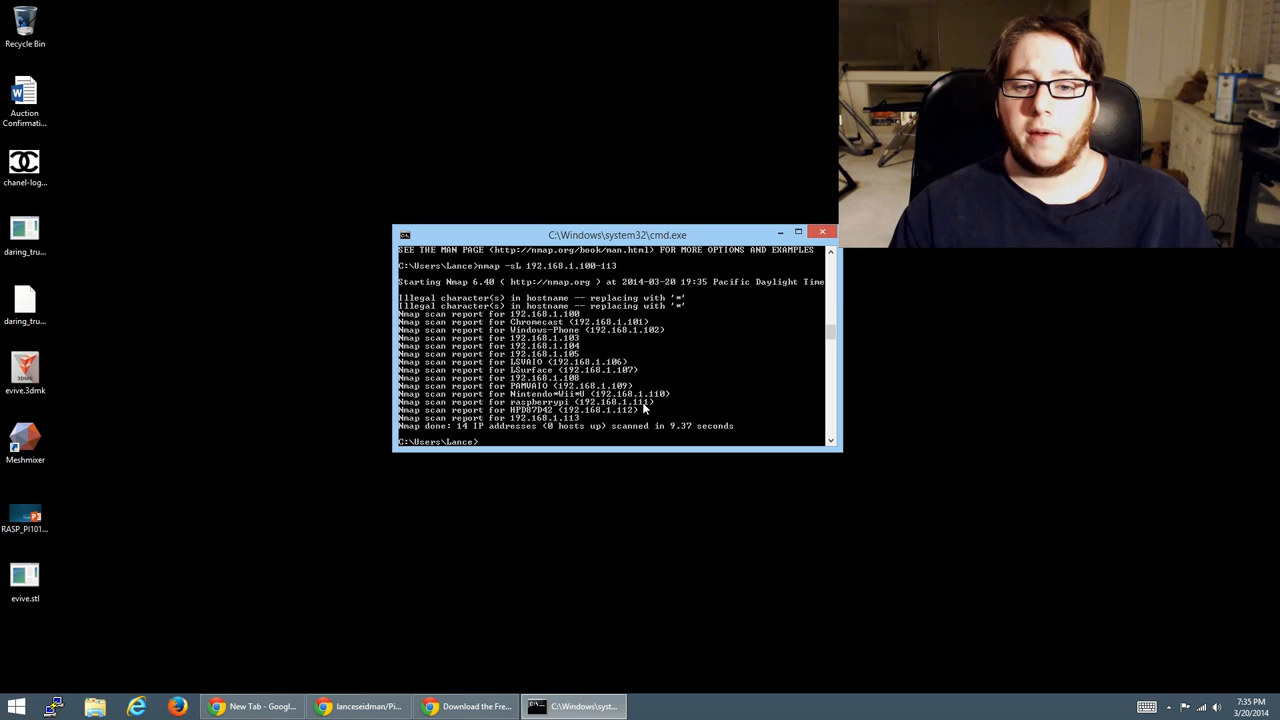 Recycle Bin
Auction
Confirmati...
chanel-log...
daring_tru...
daring_tru...
evive.3dmk
Meshmixer
RASP_PI101...
evive.stl
C:\Windows\system32\cmd.exe
SEE THE MAN PAGE (http://nmap.org/book/man.html) FOR MORE OPTIONS AND EXAMPLES
C:\Users\Lance>nmap -sL 192.168.1.100-113
Starting Nmap 6.40 ( http://nmap.org ) at 2014-03-20 19:35 Pacific Daylight Time
Illegal character(s) in hostname -- replacing with '*'
Illegal character(s) in hostname -- replacing with '*'
Nmap scan report for 192.168.1.100
Nmap scan report for Chromecast (192.168.1.101)
Nmap scan report for Windows-Phone (192.168.1.102)
Nmap scan report for 192.168.1.103
Nmap scan report for 192.168.1.104
Nmap scan report for 192.168.1.105
Nmap scan report for LSVAIO (192.168.1.106)
Nmap scan report for LSurface (192.168.1.107)
Nmap scan report for 192.168.1.108
Nmap scan report for PAMVAIO (192.168.1.109)
Nmap scan report for Nintendo*Wii*U (192.168.1.110)
Nmap scan report for raspberrypi (192.168.1.111)
Nmap scan report for HPD87D42 (192.168.1.112)
Nmap scan report for 192.168.1.113
Nmap done: 14 IP addresses (0 hosts up) scanned in 9.37 seconds
C:\Users\Lance>
New Tab - Googl...
lanceseidman/Pi...
Download the Fre...
C:\Windows\syst...
7:35 PM
3/20/2014